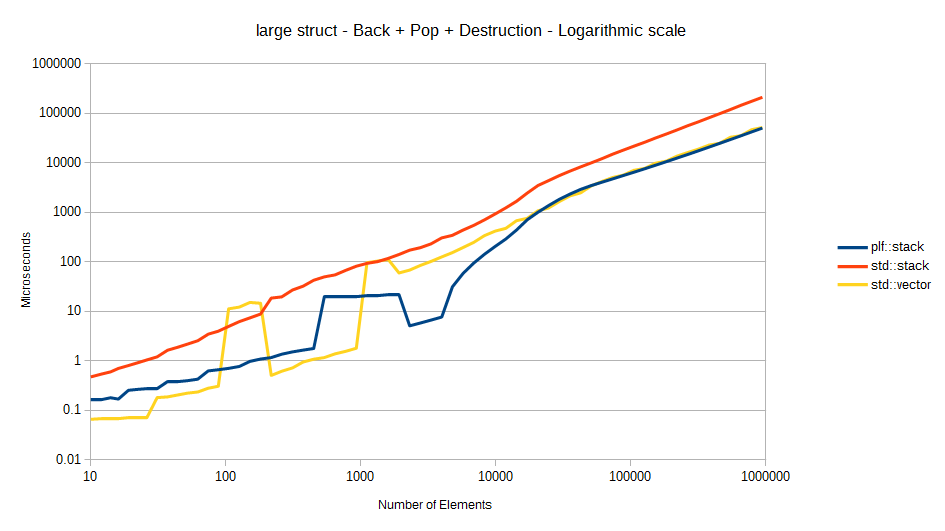 large struct - Back + Pop + Destruction - Logarithmic scale
1000000
100000
10000
1000
100
10
1
0.1
0.01
Microseconds
10 100 1000 10000 100000 1000000
Number of Elements
plf::stack
std::stack
std::vector